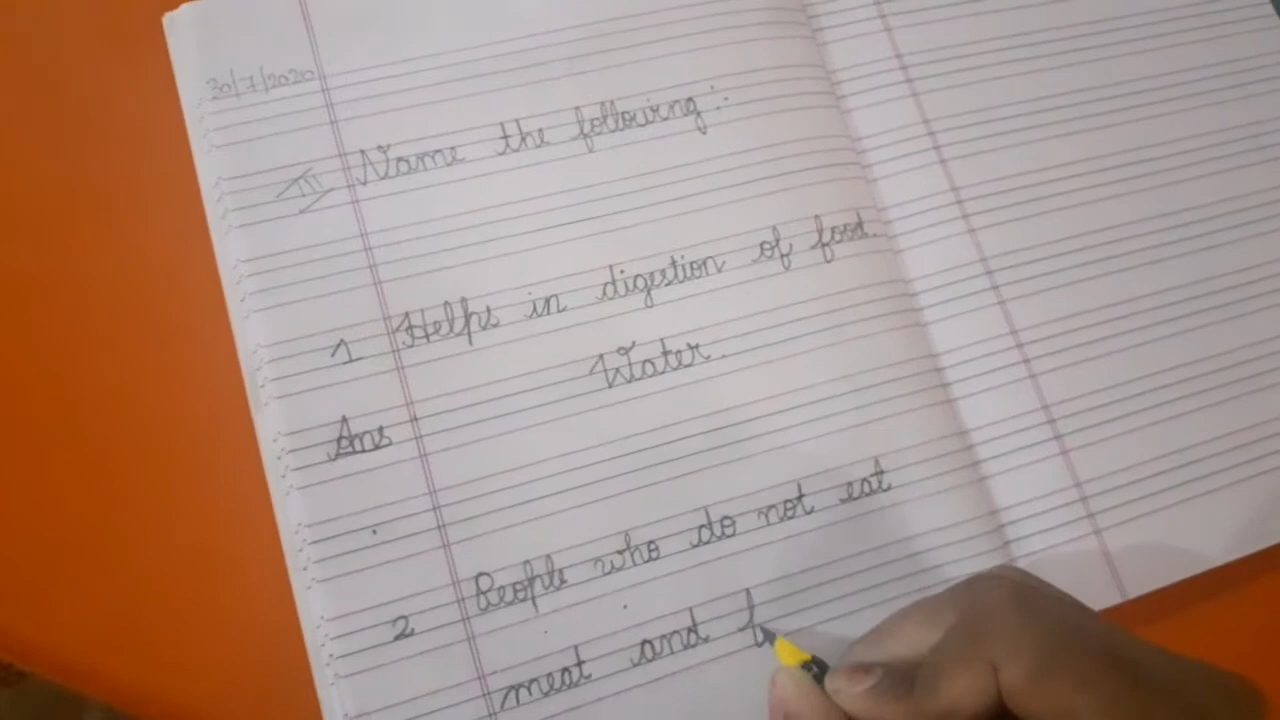 30/7/2020
III Name the following :-
1 Helps in digestion of food.
Ans Water.
2 People who do not eat
meat and f